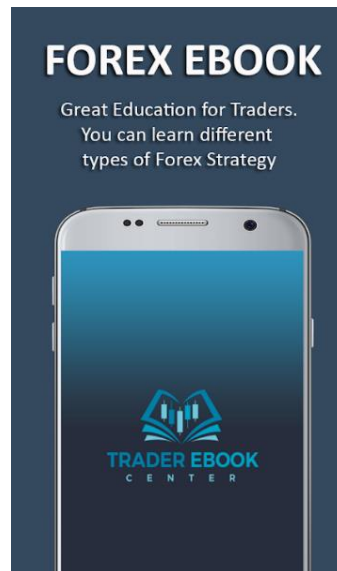 FOREX EBOOK
Great Education for Traders.
You can learn different
types of Forex Strategy
TRADER EBOOK
CENTER